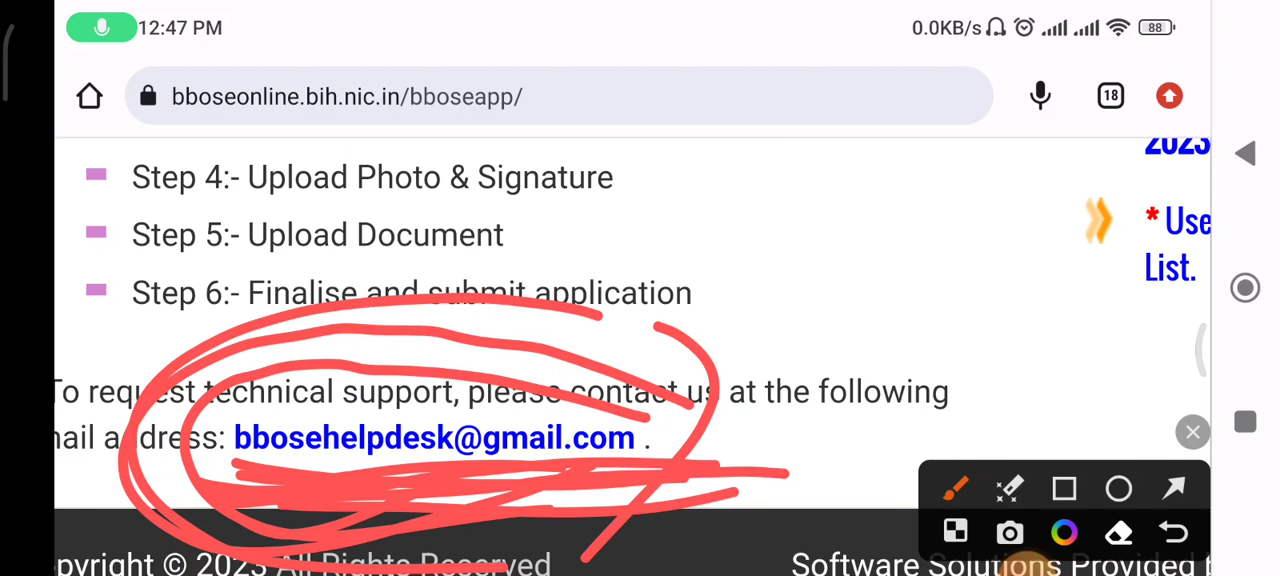 12:47 PM
0.0KB/s
88
bboseonline.bih.nic.in/bboseapp/
18
2023
Step 4:- Upload Photo & Signature
* Use
List.
Step 5:- Upload Document
Step 6:- Finalise and submit application
To request technical support, please contact us at the following
mail address: bbosehelpdesk@gmail.com .
pyright © 2023 All Rights Reserved
Software Solutions Provided